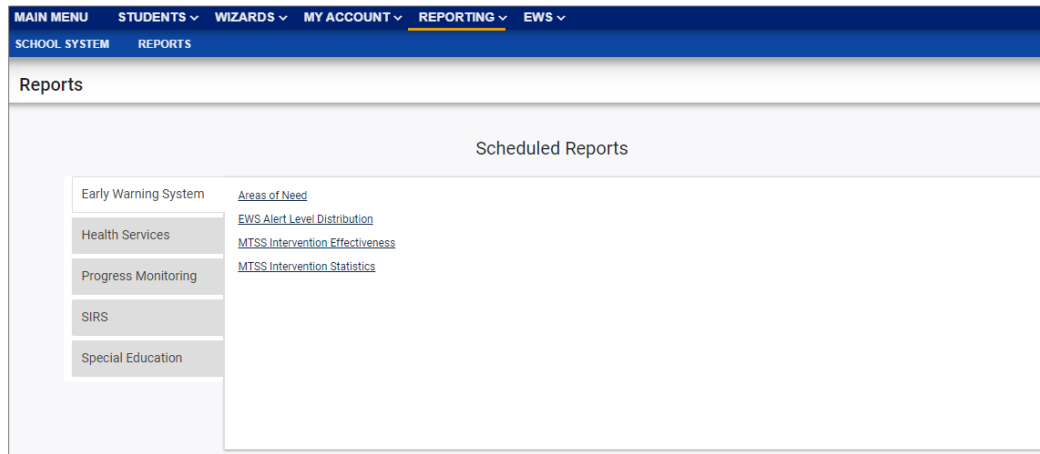 MAIN MENU STUDENTS WIZARDS MY ACCOUNT REPORTING EWS
SCHOOL SYSTEM REPORTS
Reports
Scheduled Reports
Early Warning System
Health Services
Progress Monitoring
SIRS
Special Education
Areas of Need
EWS Alert Level Distribution
MTSS Intervention Effectiveness
MTSS Intervention Statistics